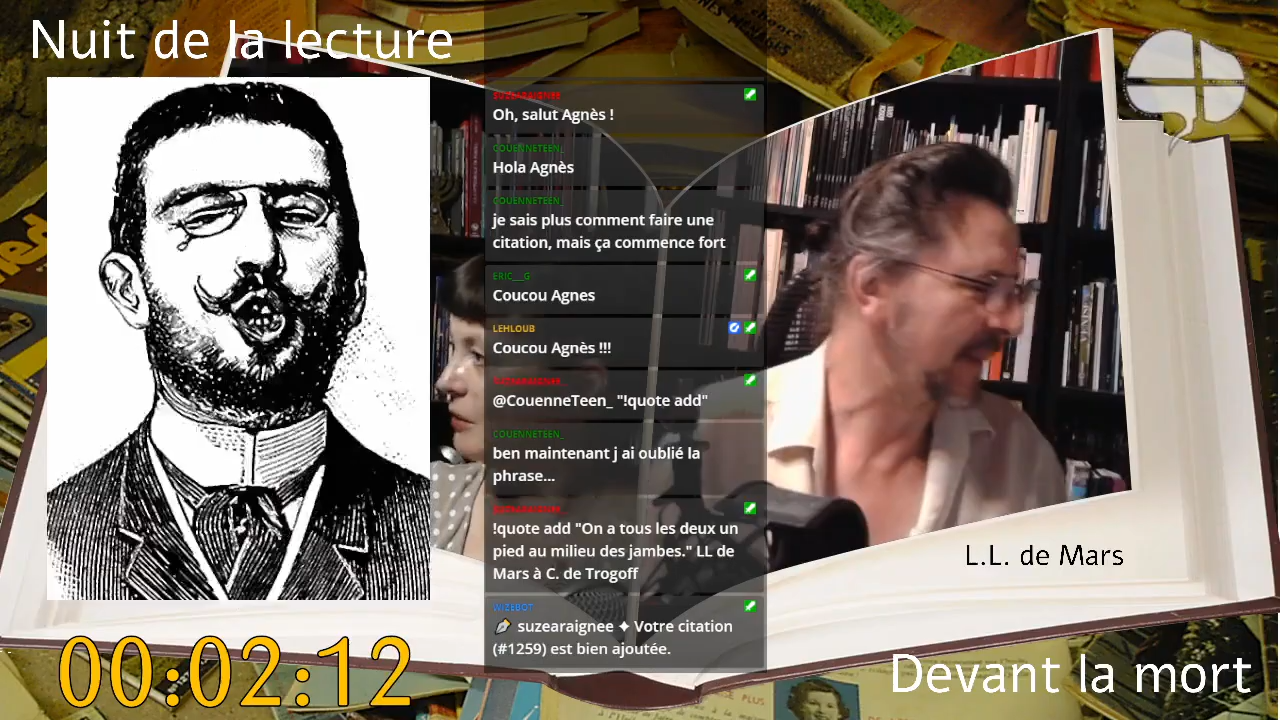 Nuit de la lecture
SUZEARAIGNEE_
Oh, salut Agnès !
COUENNETEEN_
Hola Agnès
COUENNETEEN_
je sais plus comment faire une
citation, mais ça commence fort
ERIC__G
Coucou Agnes
LEHLOUB
Coucou Agnès !!!
SUZEARAIGNEE_
@CouenneTeen_ "!quote add"
COUENNETEEN_
ben maintenant j ai oublié la
phrase...
SUZEARAIGNEE_
!quote add "On a tous les deux un
pied au milieu des jambes." LL de
Mars à C. de Trogoff
WIZEBOT
suzearaignee ✦ Votre citation
(#1259) est bien ajoutée.
L.L. de Mars
00:02:12
Devant la mort